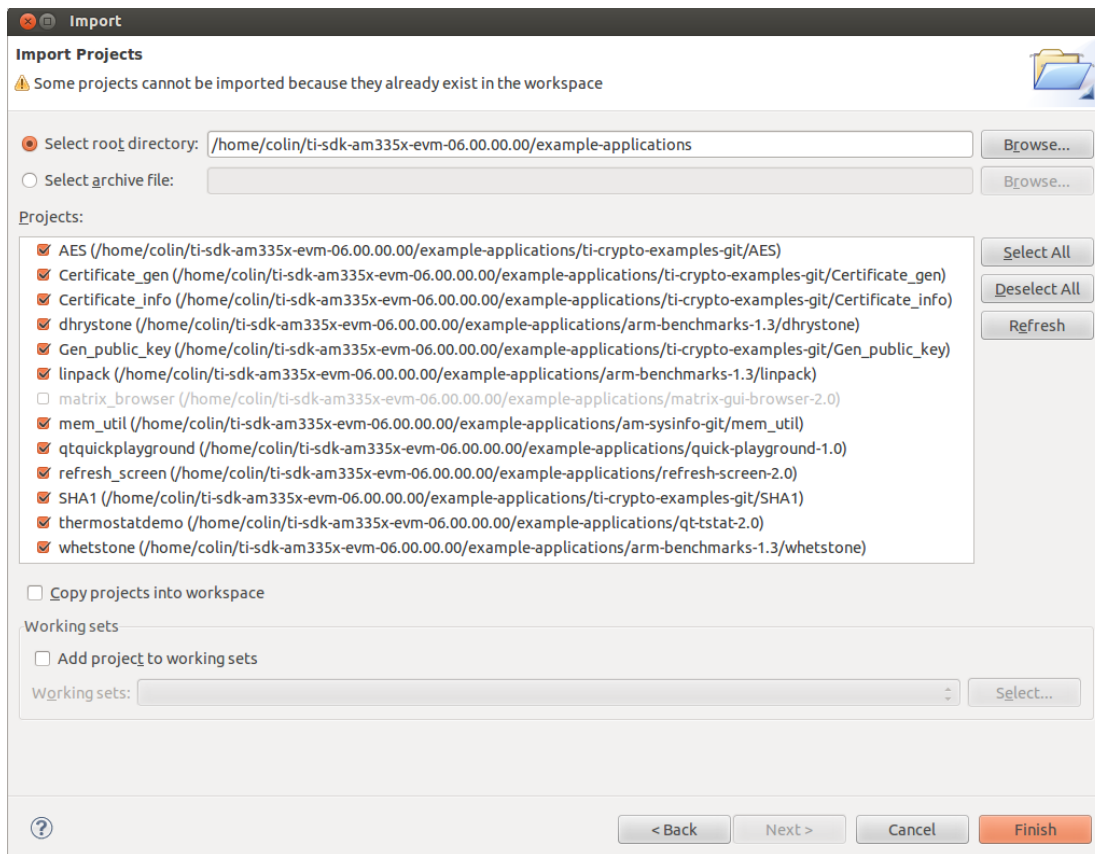 Import
Import Projects
Some projects cannot be imported because they already exist in the workspace
Select root directory: /home/colin/ti-sdk-am335x-evm-06.00.00.00/example-applications Browse...
Select archive file: Browse...
Projects:
AES (/home/colin/ti-sdk-am335x-evm-06.00.00.00/example-applications/ti-crypto-examples-git/AES)
Certificate_gen (/home/colin/ti-sdk-am335x-evm-06.00.00.00/example-applications/ti-crypto-examples-git/Certificate_gen)
Certificate_info (/home/colin/ti-sdk-am335x-evm-06.00.00.00/example-applications/ti-crypto-examples-git/Certificate_info)
dhrystone (/home/colin/ti-sdk-am335x-evm-06.00.00.00/example-applications/arm-benchmarks-1.3/dhrystone)
Gen_public_key (/home/colin/ti-sdk-am335x-evm-06.00.00.00/example-applications/ti-crypto-examples-git/Gen_public_key)
linpack (/home/colin/ti-sdk-am335x-evm-06.00.00.00/example-applications/arm-benchmarks-1.3/linpack)
matrix_browser (/home/colin/ti-sdk-am335x-evm-06.00.00.00/example-applications/matrix-gui-browser-2.0)
mem_util (/home/colin/ti-sdk-am335x-evm-06.00.00.00/example-applications/am-sysinfo-git/mem_util)
qtquickplayground (/home/colin/ti-sdk-am335x-evm-06.00.00.00/example-applications/quick-playground-1.0)
refresh_screen (/home/colin/ti-sdk-am335x-evm-06.00.00.00/example-applications/refresh-screen-2.0)
SHA1 (/home/colin/ti-sdk-am335x-evm-06.00.00.00/example-applications/ti-crypto-examples-git/SHA1)
thermostatdemo (/home/colin/ti-sdk-am335x-evm-06.00.00.00/example-applications/qt-tstat-2.0)
whetstone (/home/colin/ti-sdk-am335x-evm-06.00.00.00/example-applications/arm-benchmarks-1.3/whetstone)
Select All
Deselect All
Refresh
Copy projects into workspace
Working sets
Add project to working sets
Working sets: Select...
? < Back Next > Cancel Finish